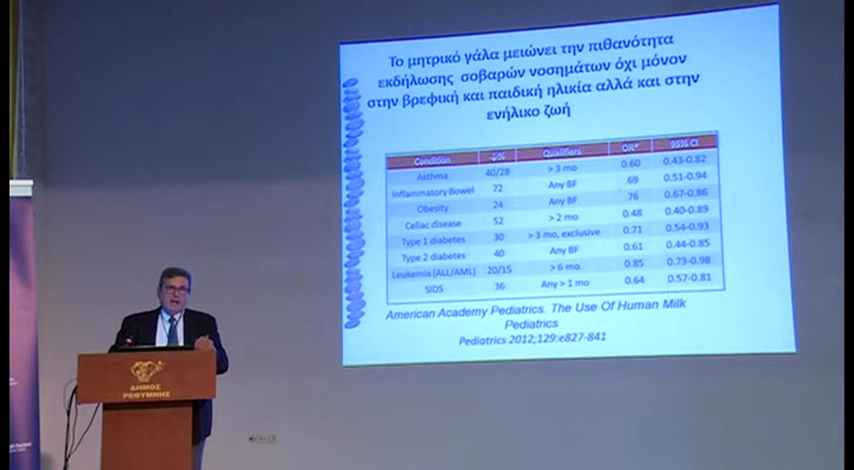 Το μητρικό γάλα μειώνει την πιθανότητα
εκδήλωσης σοβαρών νοσημάτων όχι μόνον
στην βρεφική και παιδική ηλικία αλλά και στην
ενήλικο ζωή
Condition ↓% Qualifiers OR* 95% CI
Asthma 40/28 > 3 mo 0.60 0.43-0.82
Inflammatory Bowel 72 Any BF .69 0.51-0.94
Obesity 24 Any BF .76 0.67-0.86
Celiac disease 52 > 2 mo 0.48 0.40-0.89
Type 1 diabetes 30 > 3 mo, exclusive 0.71 0.54-0.93
Type 2 diabetes 40 Any BF 0.61 0.44-0.85
Leukemia (ALL/AML) 20/15 > 6 mo 0.85 0.73-0.98
SIDS 36 Any > 1 mo 0.64 0.57-0.81
American Academy Pediatrics. The Use Of Human Milk
Pediatrics
Pediatrics 2012;129:e827-841
ΔΗΜΟΣ
ΡΕΘΥΜΝΗΣ